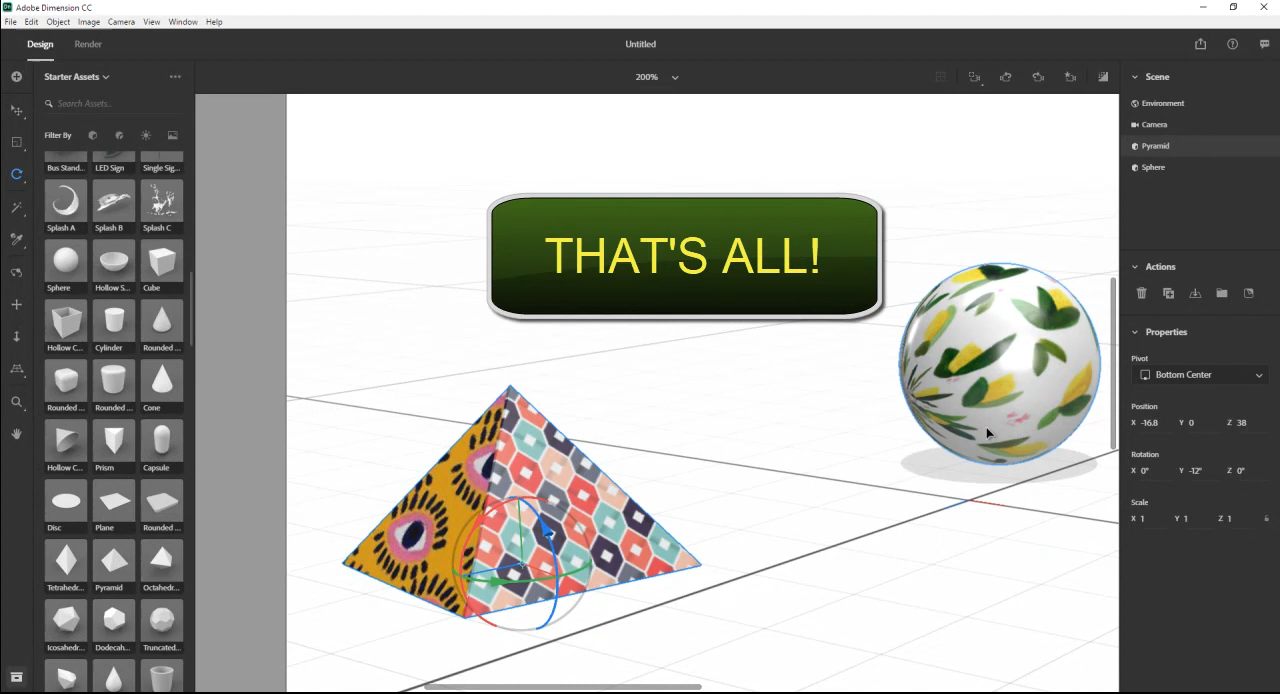 Dn Adobe Dimension CC
File Edit Object Image Camera View Window Help
Design Render Untitled
Starter Assets 200% Scene
Search Assets...
Filter By
Environment
Camera
Pyramid
Sphere
Bus Stand... LED Sign Single Sig...
Splash A Splash B Splash C
Sphere Hollow S... Cube
Hollow C... Cylinder Rounded ...
Rounded ... Rounded ... Cone
Hollow C... Prism Capsule
Disc Plane Rounded ...
Tetrahedr... Pyramid Octahedr...
Icosahedr... Dodecah... Truncated...
THAT'S ALL!
Actions
Properties
Pivot
Bottom Center
Position
X -16.8 Y 0 Z 38
Rotation
X 0° Y -12° Z 0°
Scale
X 1 Y 1 Z 1